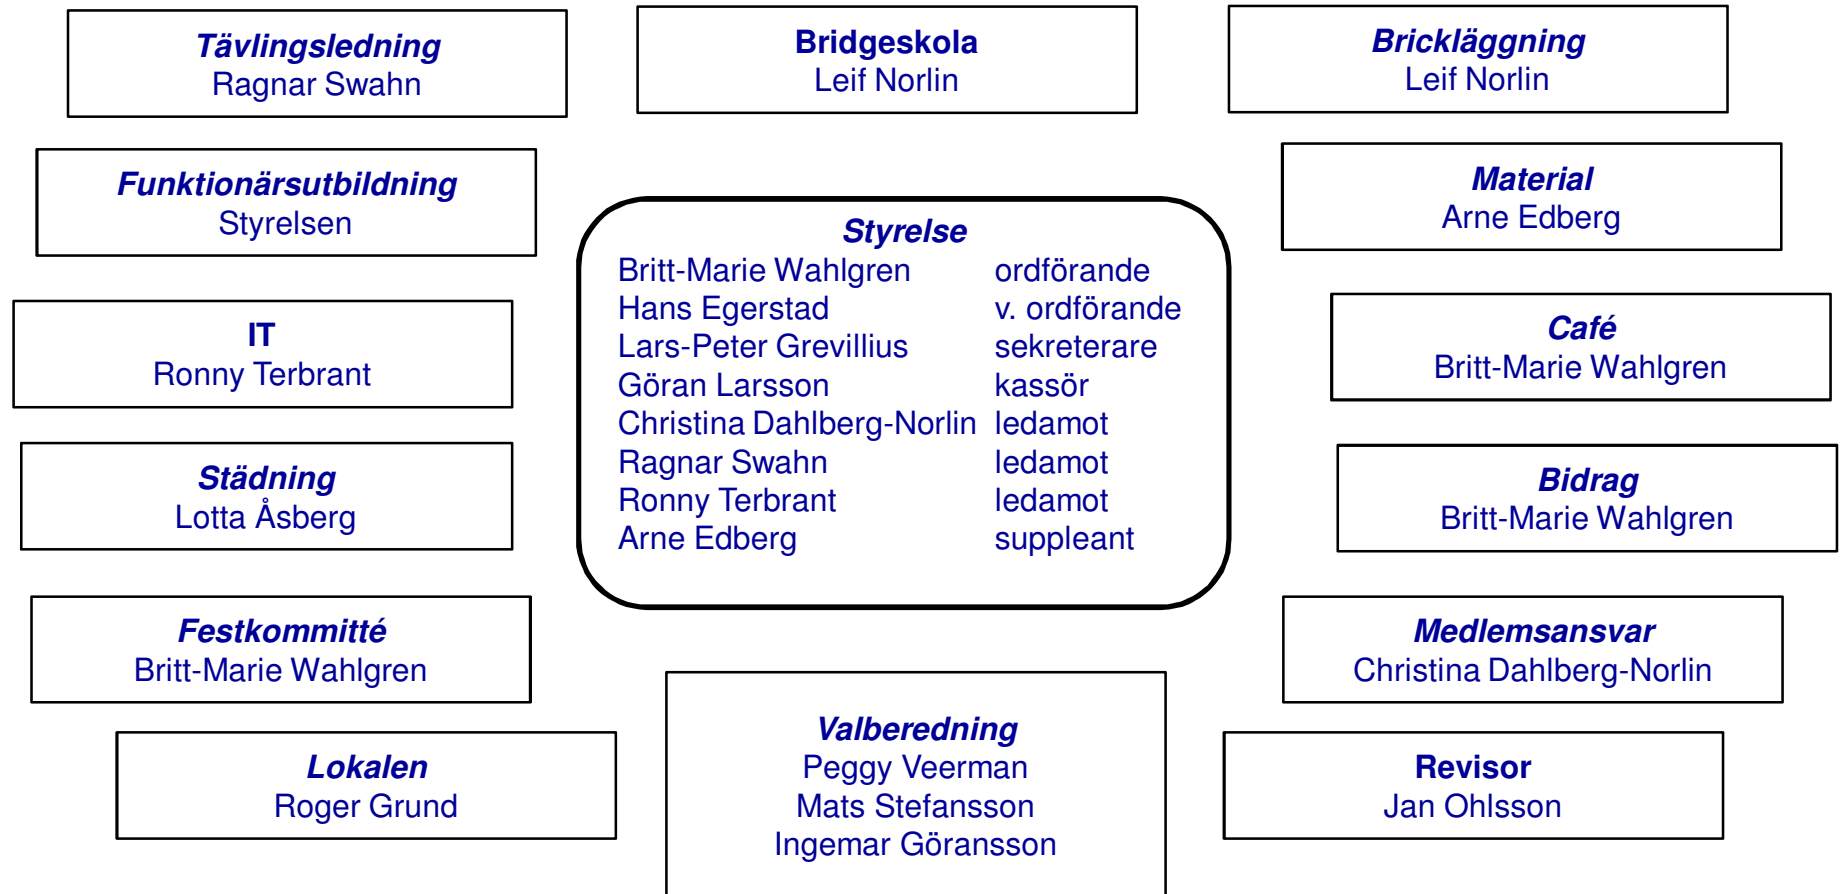 Tävlingsledning
Ragnar Swahn
Bridgeskola
Leif Norlin
Brickläggning
Leif Norlin
Funktionärsutbildning
Styrelsen
Material
Arne Edberg
Styrelse
Britt-Marie Wahlgren ordförande
Hans Egerstad v. ordförande
Lars-Peter Grevillius sekreterare
Göran Larsson kassör
Christina Dahlberg-Norlin ledamot
Ragnar Swahn ledamot
Ronny Terbrant ledamot
Arne Edberg suppleant
IT
Ronny Terbrant
Café
Britt-Marie Wahlgren
Städning
Lotta Åsberg
Bidrag
Britt-Marie Wahlgren
Festkommitté
Britt-Marie Wahlgren
Medlemsansvar
Christina Dahlberg-Norlin
Lokalen
Roger Grund
Valberedning
Peggy Veerman
Mats Stefansson
Ingemar Göransson
Revisor
Jan Ohlsson